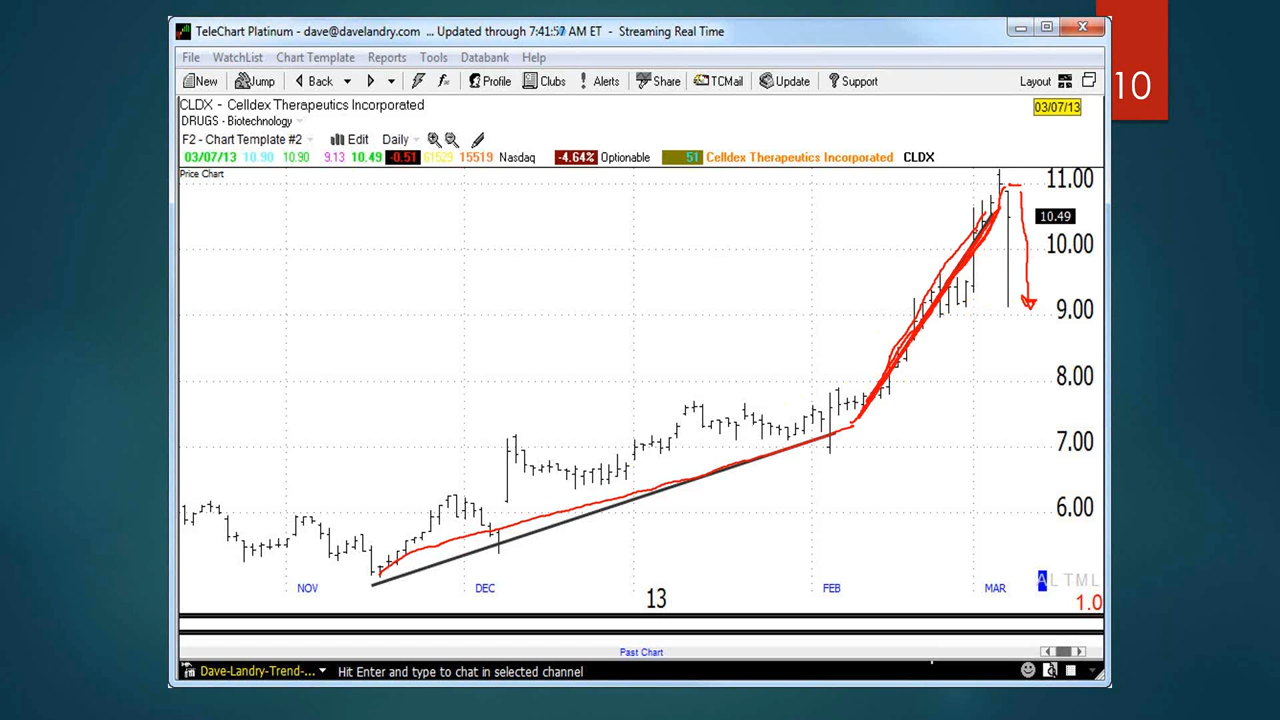 TeleChart Platinum - dave@davelandry.com ... Updated through 7:41:57 AM ET - Streaming Real Time
File WatchList Chart Template Reports Tools Databank Help
New Jump Back Profile Clubs Alerts Share TCMail Update Support Layout
10
CLDX - Celldex Therapeutics Incorporated
03/07/13
DRUGS - Biotechnology
F2 - Chart Template #2 Edit Daily
03/07/13 10.90 10.90 9.13 10.49 -0.51 61529 15519 Nasdaq -4.64% Optionable 51 Celldex Therapeutics Incorporated CLDX
Price Chart
11.00
10.49
10.00
9.00
8.00
7.00
6.00
NOV DEC 13 FEB MAR
A L T M L
1.0
Past Chart
Dave-Landry-Trend-... Hit Enter and type to chat in selected channel